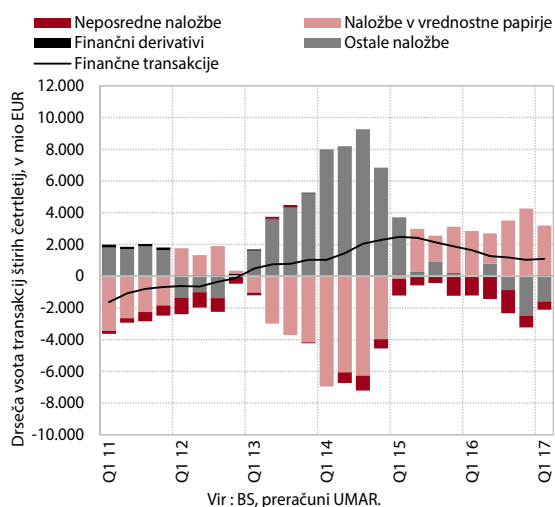 Neposredne naložbe
Naložbe v vrednostne papirje
Finančni derivativi
Ostale naložbe
Finančne transakcije
Drseča vsota transakcij štirih četrtletij, v mio EUR
12.000
10.000
8.000
6.000
4.000
2.000
0
-2.000
-4.000
-6.000
-8.000
-10.000
Q1 11
Q1 12
Q1 13
Q1 14
Q1 15
Q1 16
Q1 17
Vir : BS, preračuni UMAR.